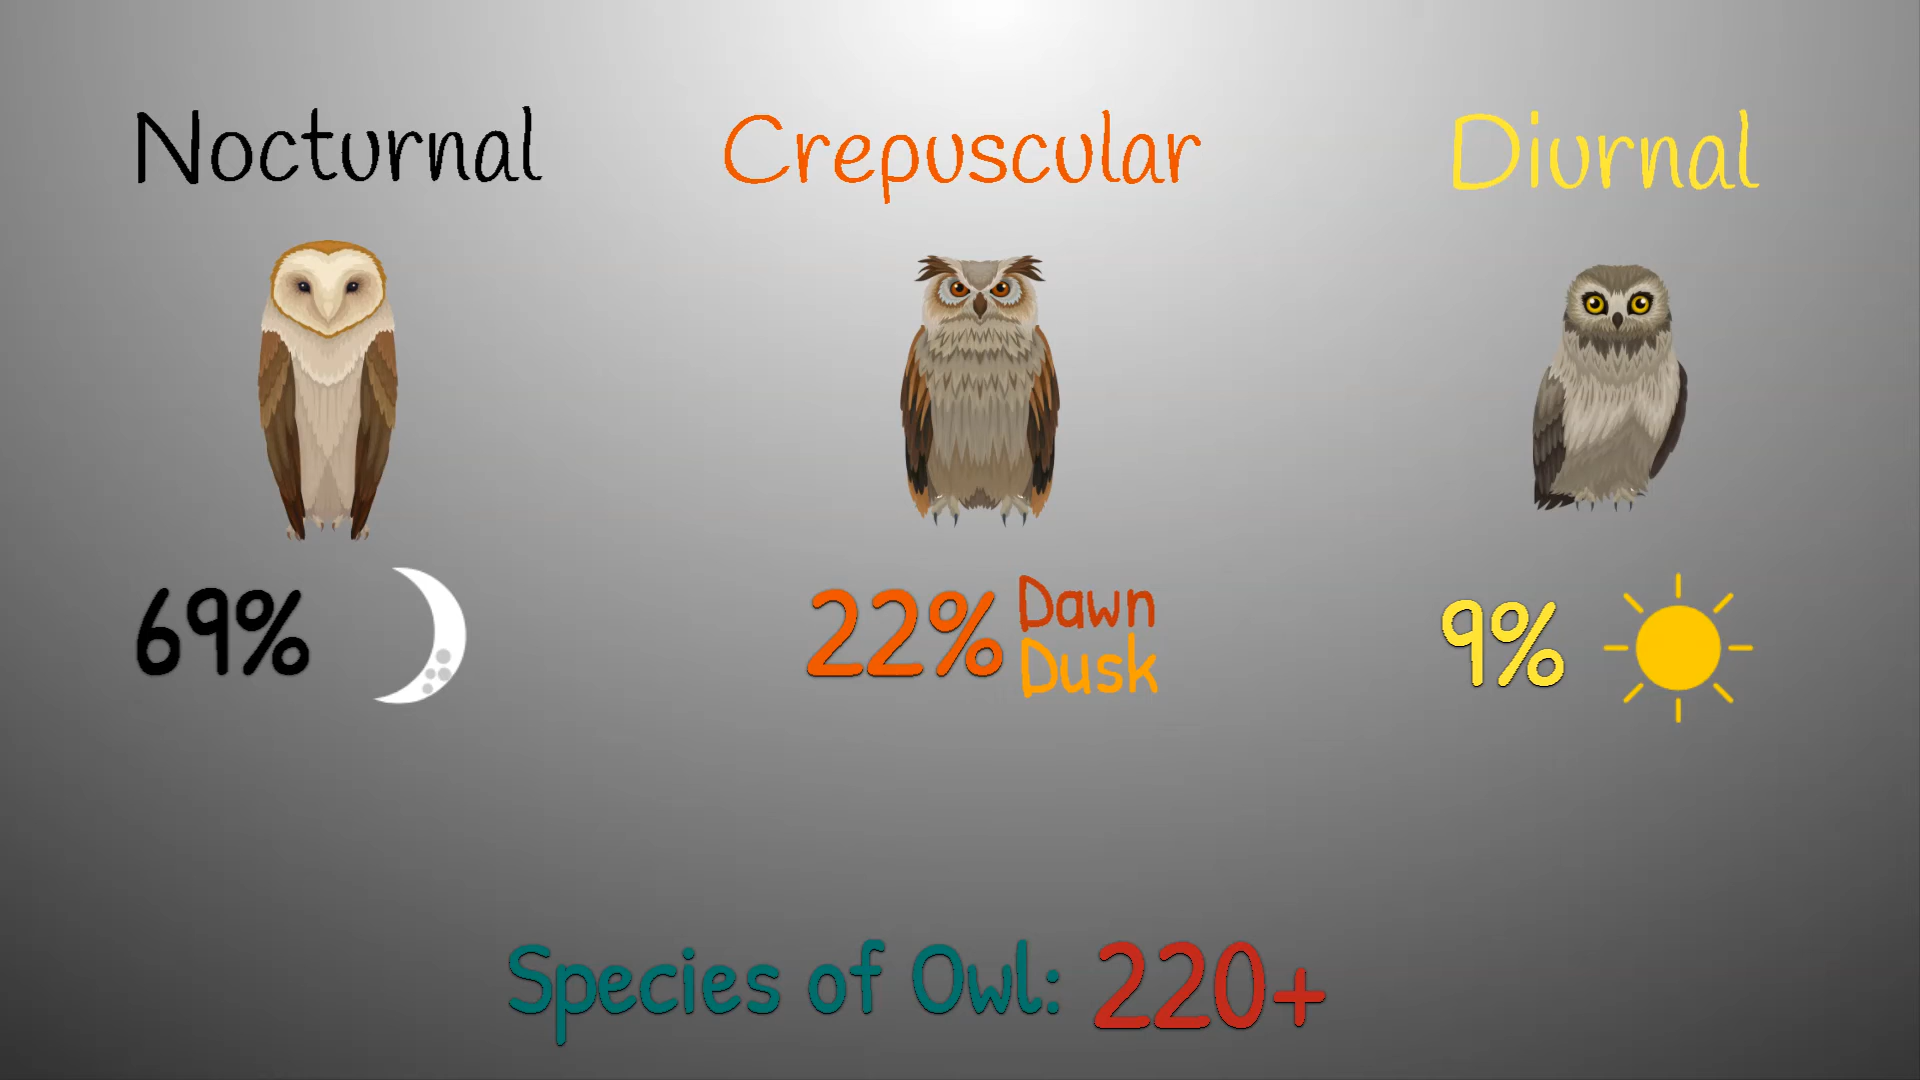 Nocturnal
Crepuscular
Diurnal
69%
22%
Dawn
Dusk
9%
Species of Owl: 220+